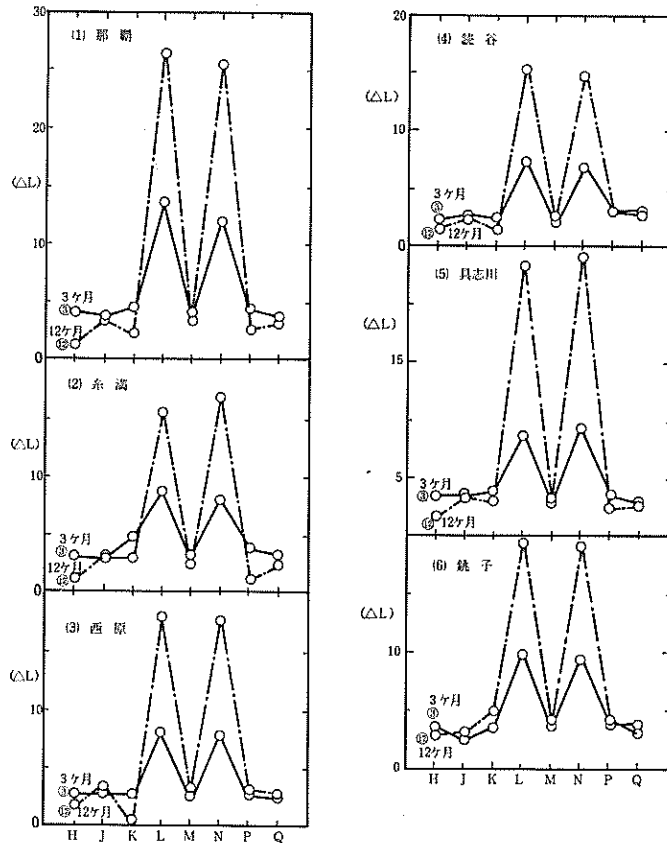 30
(1) 那覇
20
(△L)
10
3ケ月
③
12ケ月
⑫
0
(2) 糸満
(△L)
10
3ケ月
③
12ケ月
⑫
0
(3) 西原
(△L)
10
3ケ月
③
⑫ 12ケ月
0
H J K L M N P Q
20
(4) 読谷
(△L)
10
3ケ月
③
⑫ 12ケ月
0
(5) 具志川
(△L)
15
5
3ケ月
③
⑫ 12ケ月
(6) 銚子
(△L)
10
3ケ月
③
⑫
12ケ月
0
H J K L M N P Q